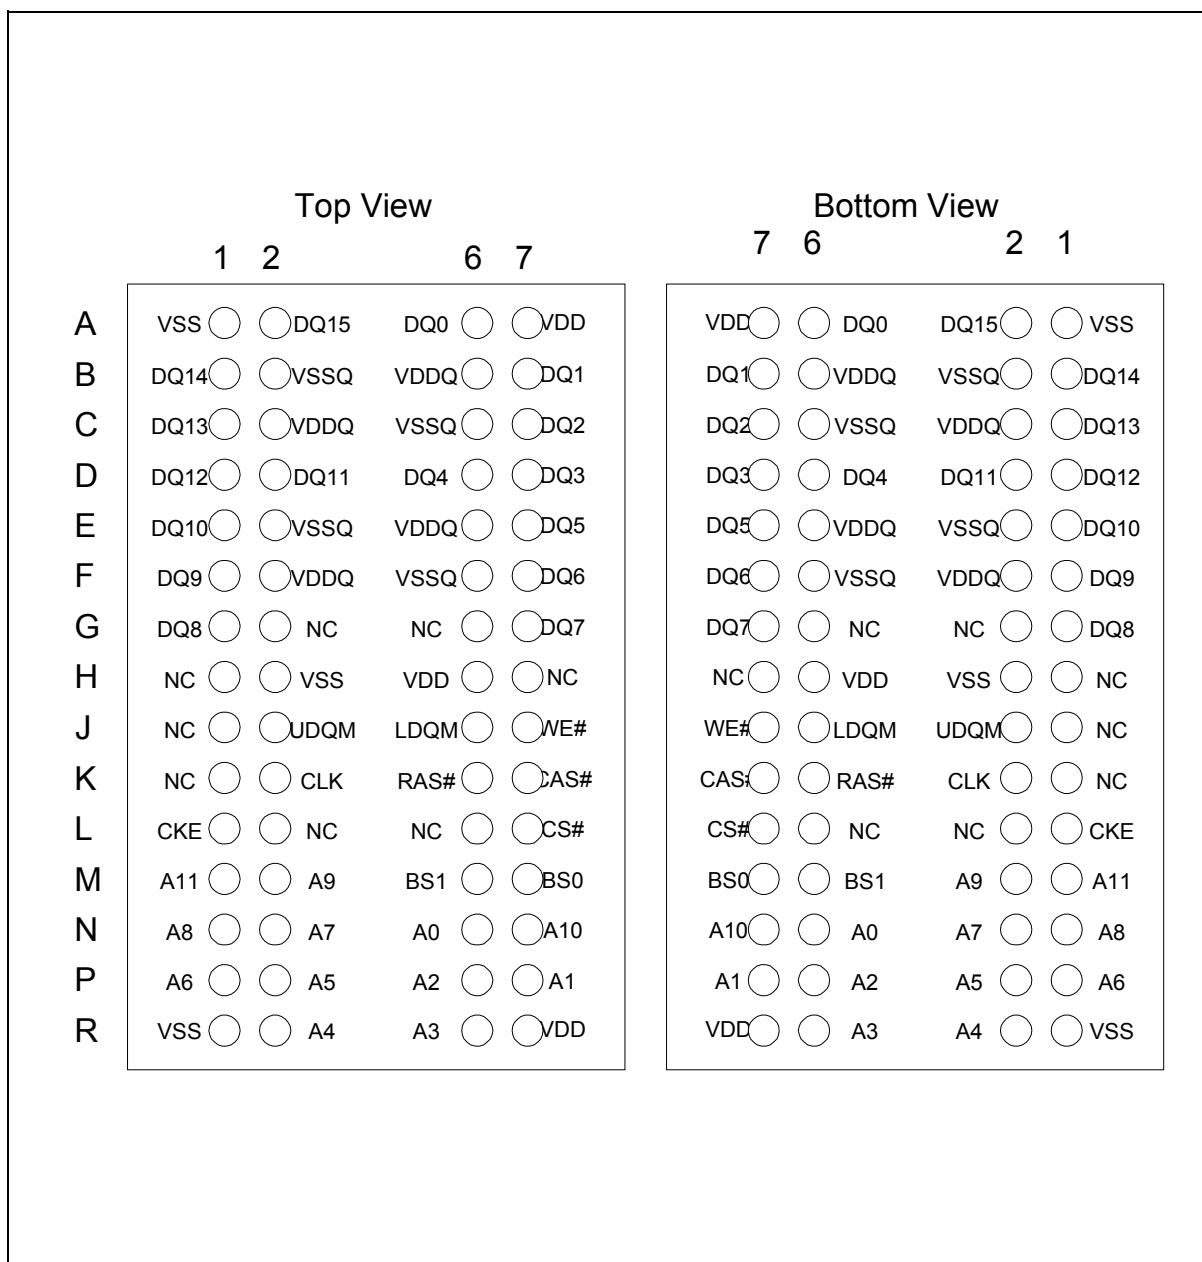 Top View Bottom View
1 2 6 7 7 6 2 1
A VSS DQ15 DQ0 VDD VDD DQ0 DQ15 VSS
B DQ14 VSSQ VDDQ DQ1 DQ1 VDDQ VSSQ DQ14
C DQ13 VDDQ VSSQ DQ2 DQ2 VSSQ VDDQ DQ13
D DQ12 DQ11 DQ4 DQ3 DQ3 DQ4 DQ11 DQ12
E DQ10 VSSQ VDDQ DQ5 DQ5 VDDQ VSSQ DQ10
F DQ9 VDDQ VSSQ DQ6 DQ6 VSSQ VDDQ DQ9
G DQ8 NC NC DQ7 DQ7 NC NC DQ8
H NC VSS VDD NC NC VDD VSS NC
J NC UDQM LDQM WE# WE# LDQM UDQM NC
K NC CLK RAS# CAS# CAS# RAS# CLK NC
L CKE NC NC CS# CS# NC NC CKE
M A11 A9 BS1 BS0 BS0 BS1 A9 A11
N A8 A7 A0 A10 A10 A0 A7 A8
P A6 A5 A2 A1 A1 A2 A5 A6
R VSS A4 A3 VDD VDD A3 A4 VSS